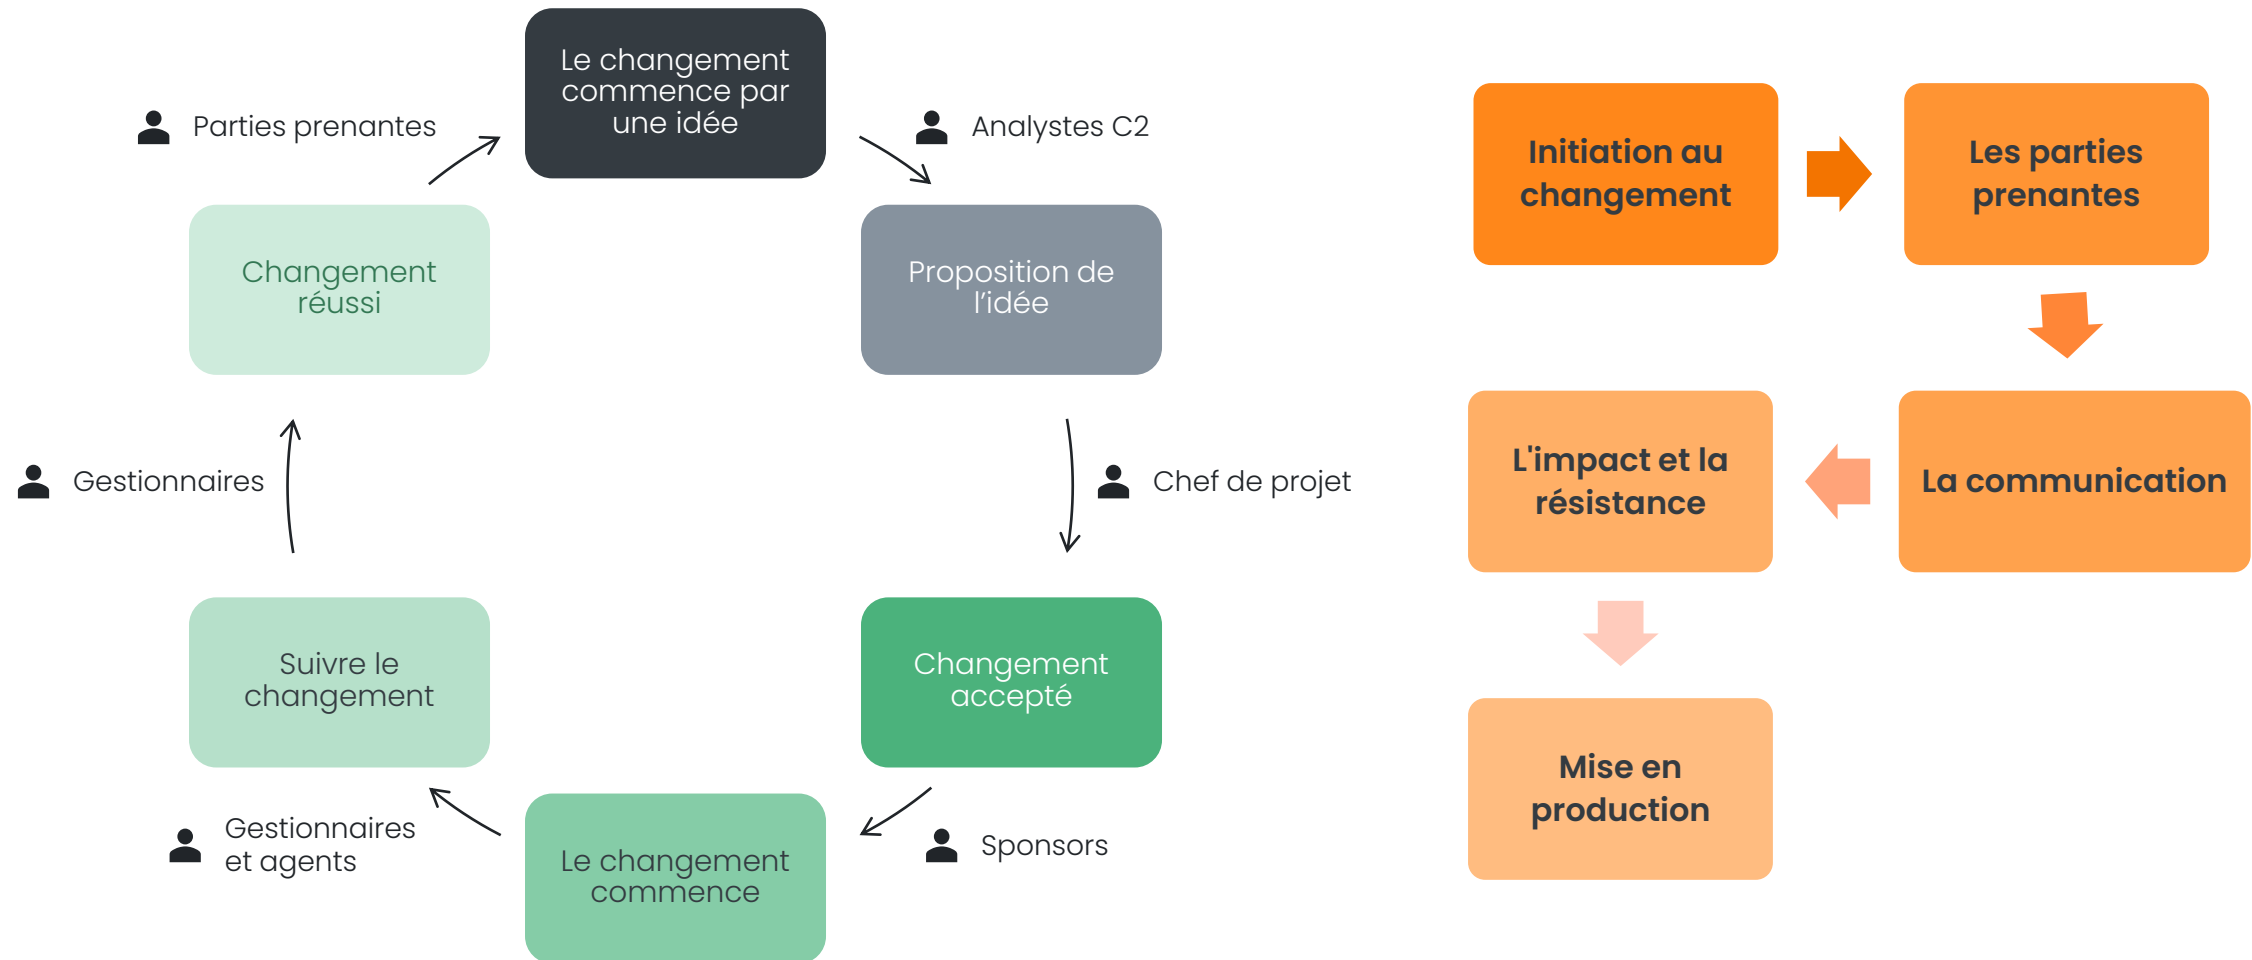 Le changement
commence par
une idée
Analystes C2
Proposition de
l’idée
Chef de projet
Changement
accepté
Sponsors
Le changement
commence
Gestionnaires
et agents
Suivre le
changement
Gestionnaires
Changement
réussi
Parties prenantes
Initiation au
changement
Les parties
prenantes
La communication
L'impact et la
résistance
Mise en
production